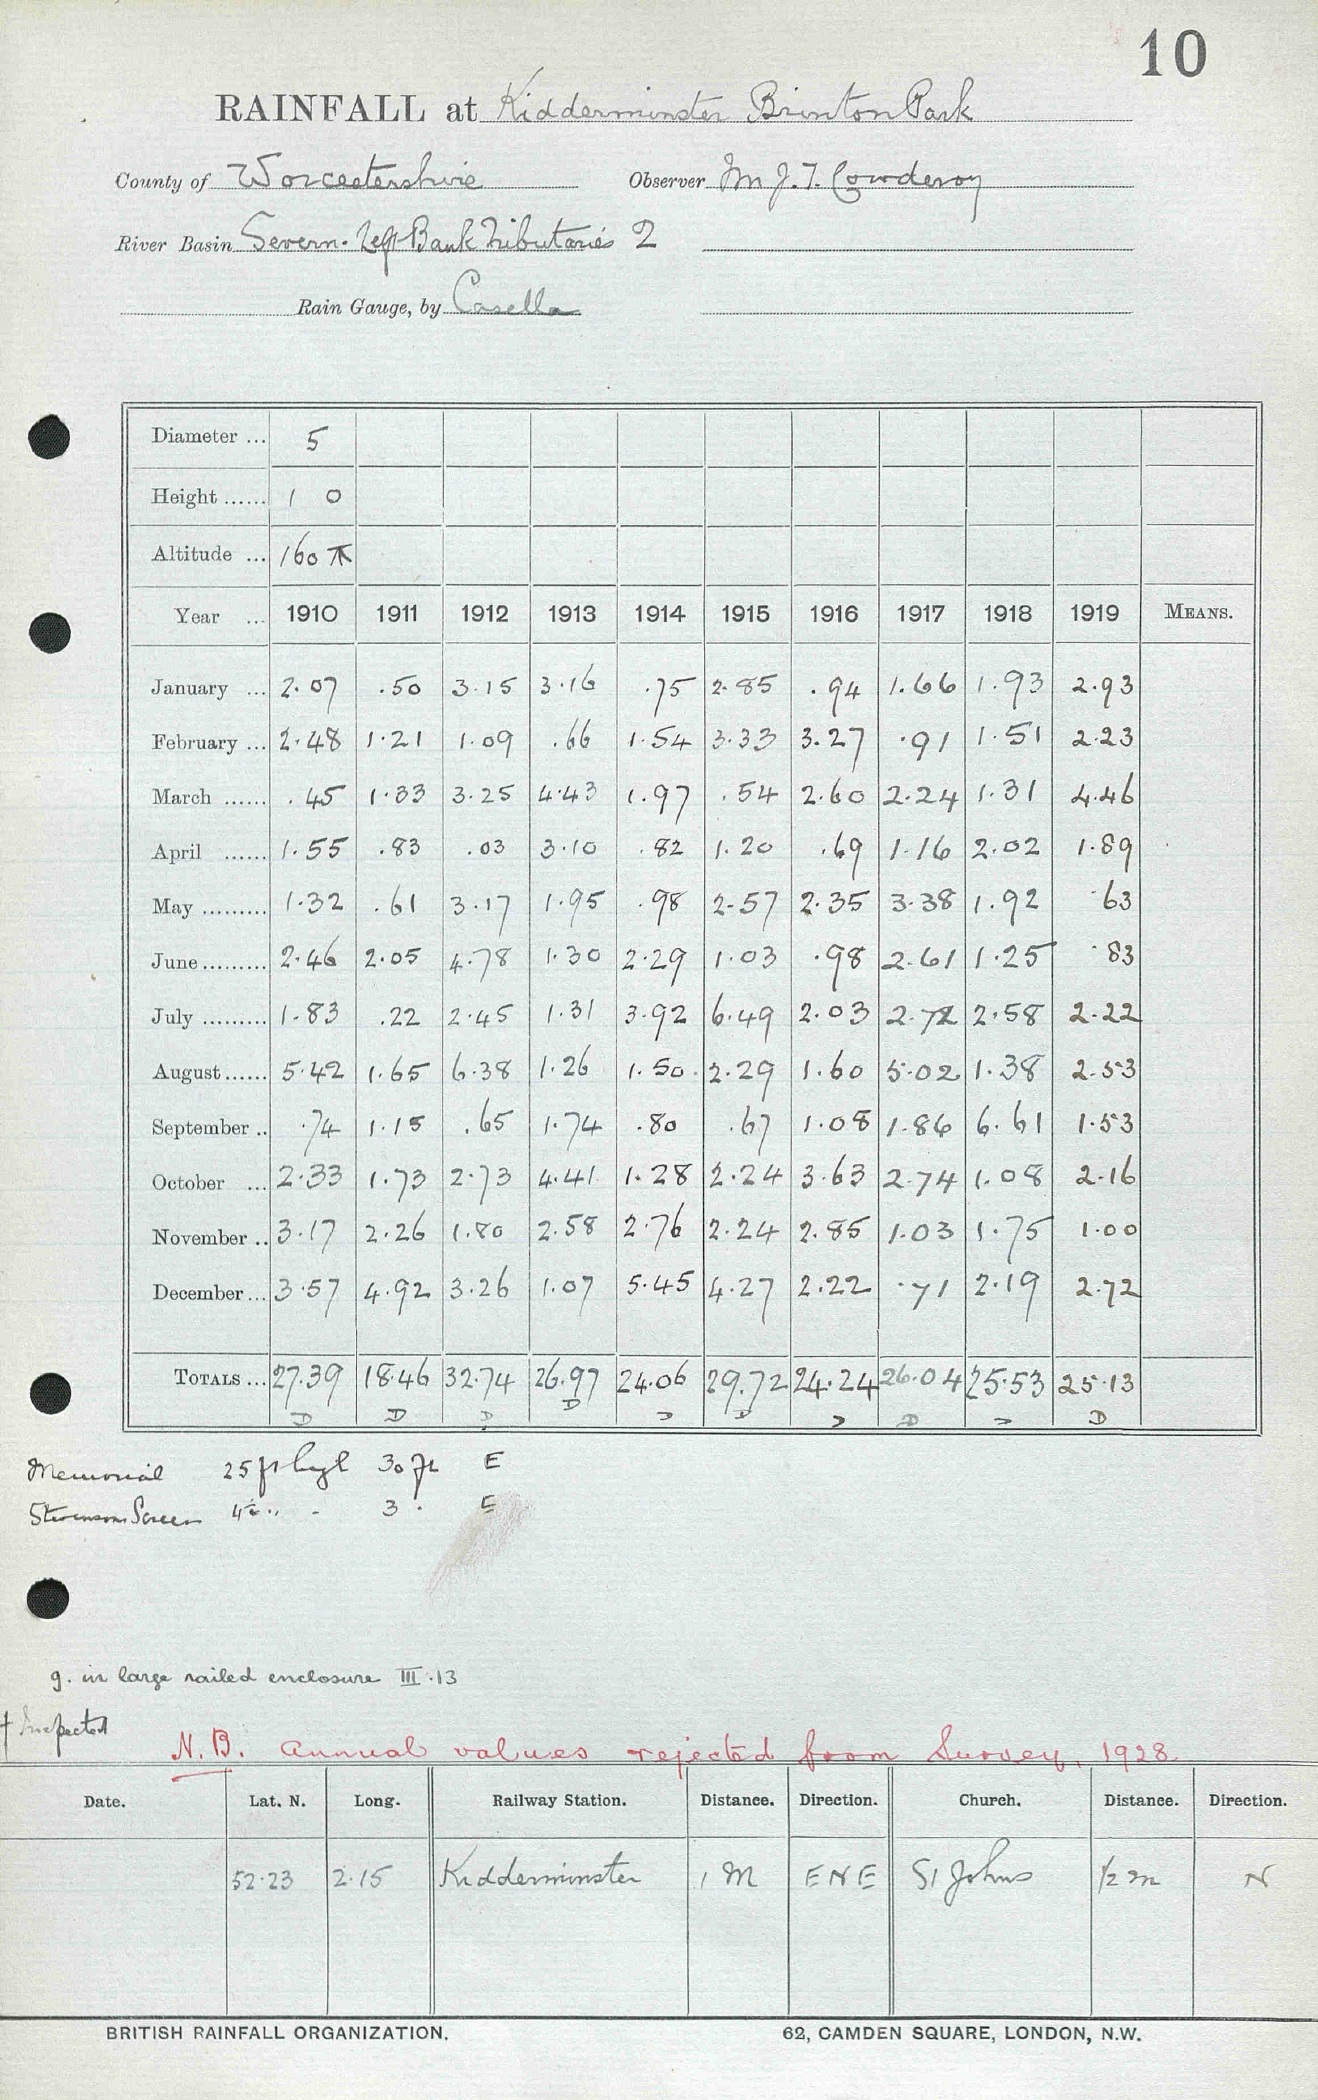 10
RAINFALL at Kidderminster Brinton Park
County of Worcestershire Observer Mr J. T. Cowderoy
River Basin Severn. Left Bank Tributaries 2
Rain Gauge, by Casella
Diameter ... 5
Height ...... 1 0
Altitude ... 160
Year ... 1910 1911 1912 1913 1914 1915 1916 1917 1918 1919 MEANS.
January ... 2.07 .50 3.15 3.16 .75 2.85 .94 1.66 1.93 2.93
February ... 2.48 1.21 1.09 .66 1.54 3.33 3.27 .91 1.51 2.23
March ...... .45 1.33 3.25 4.43 1.97 .54 2.60 2.24 1.31 4.46
April ...... 1.55 .83 .03 3.10 .82 1.20 .69 1.16 2.02 1.89
May ......... 1.32 .61 3.17 1.95 .98 2.57 2.35 3.38 1.92 .63
June ......... 2.46 2.05 4.78 1.30 2.29 1.03 .98 2.61 1.25 .83
July ......... 1.83 .22 2.45 1.31 3.92 6.49 2.03 2.72 2.58 2.22
August ...... 5.42 1.65 6.38 1.26 1.50 2.29 1.60 5.02 1.38 2.53
September .. .74 1.15 .65 1.74 .80 .67 1.08 1.86 6.61 1.53
October ... 2.33 1.73 2.73 4.41 1.28 2.24 3.63 2.74 1.08 2.16
November .. 3.17 2.26 1.80 2.58 2.76 2.24 2.85 1.03 1.75 1.00
December ... 3.57 4.92 3.26 1.07 5.45 4.27 2.22 .71 2.19 2.72
TOTALS ... 27.39 18.46 32.74 26.97 24.06 29.72 24.24 26.04 25.53 25.13
D D D D D D D D D D
Memorial 25 ft high 30 ft E
Stevenson Screen 3 E
g. in large railed enclosure III.13
† Inspected
N.B. Annual values rejected from Survey, 1928
Date. Lat. N. Long. Railway Station. Distance. Direction. Church. Distance. Direction.
52.23 2.15 Kidderminster 1 M ENE St Johns 1/2 m N
BRITISH RAINFALL ORGANIZATION. 62, CAMDEN SQUARE, LONDON, N.W.